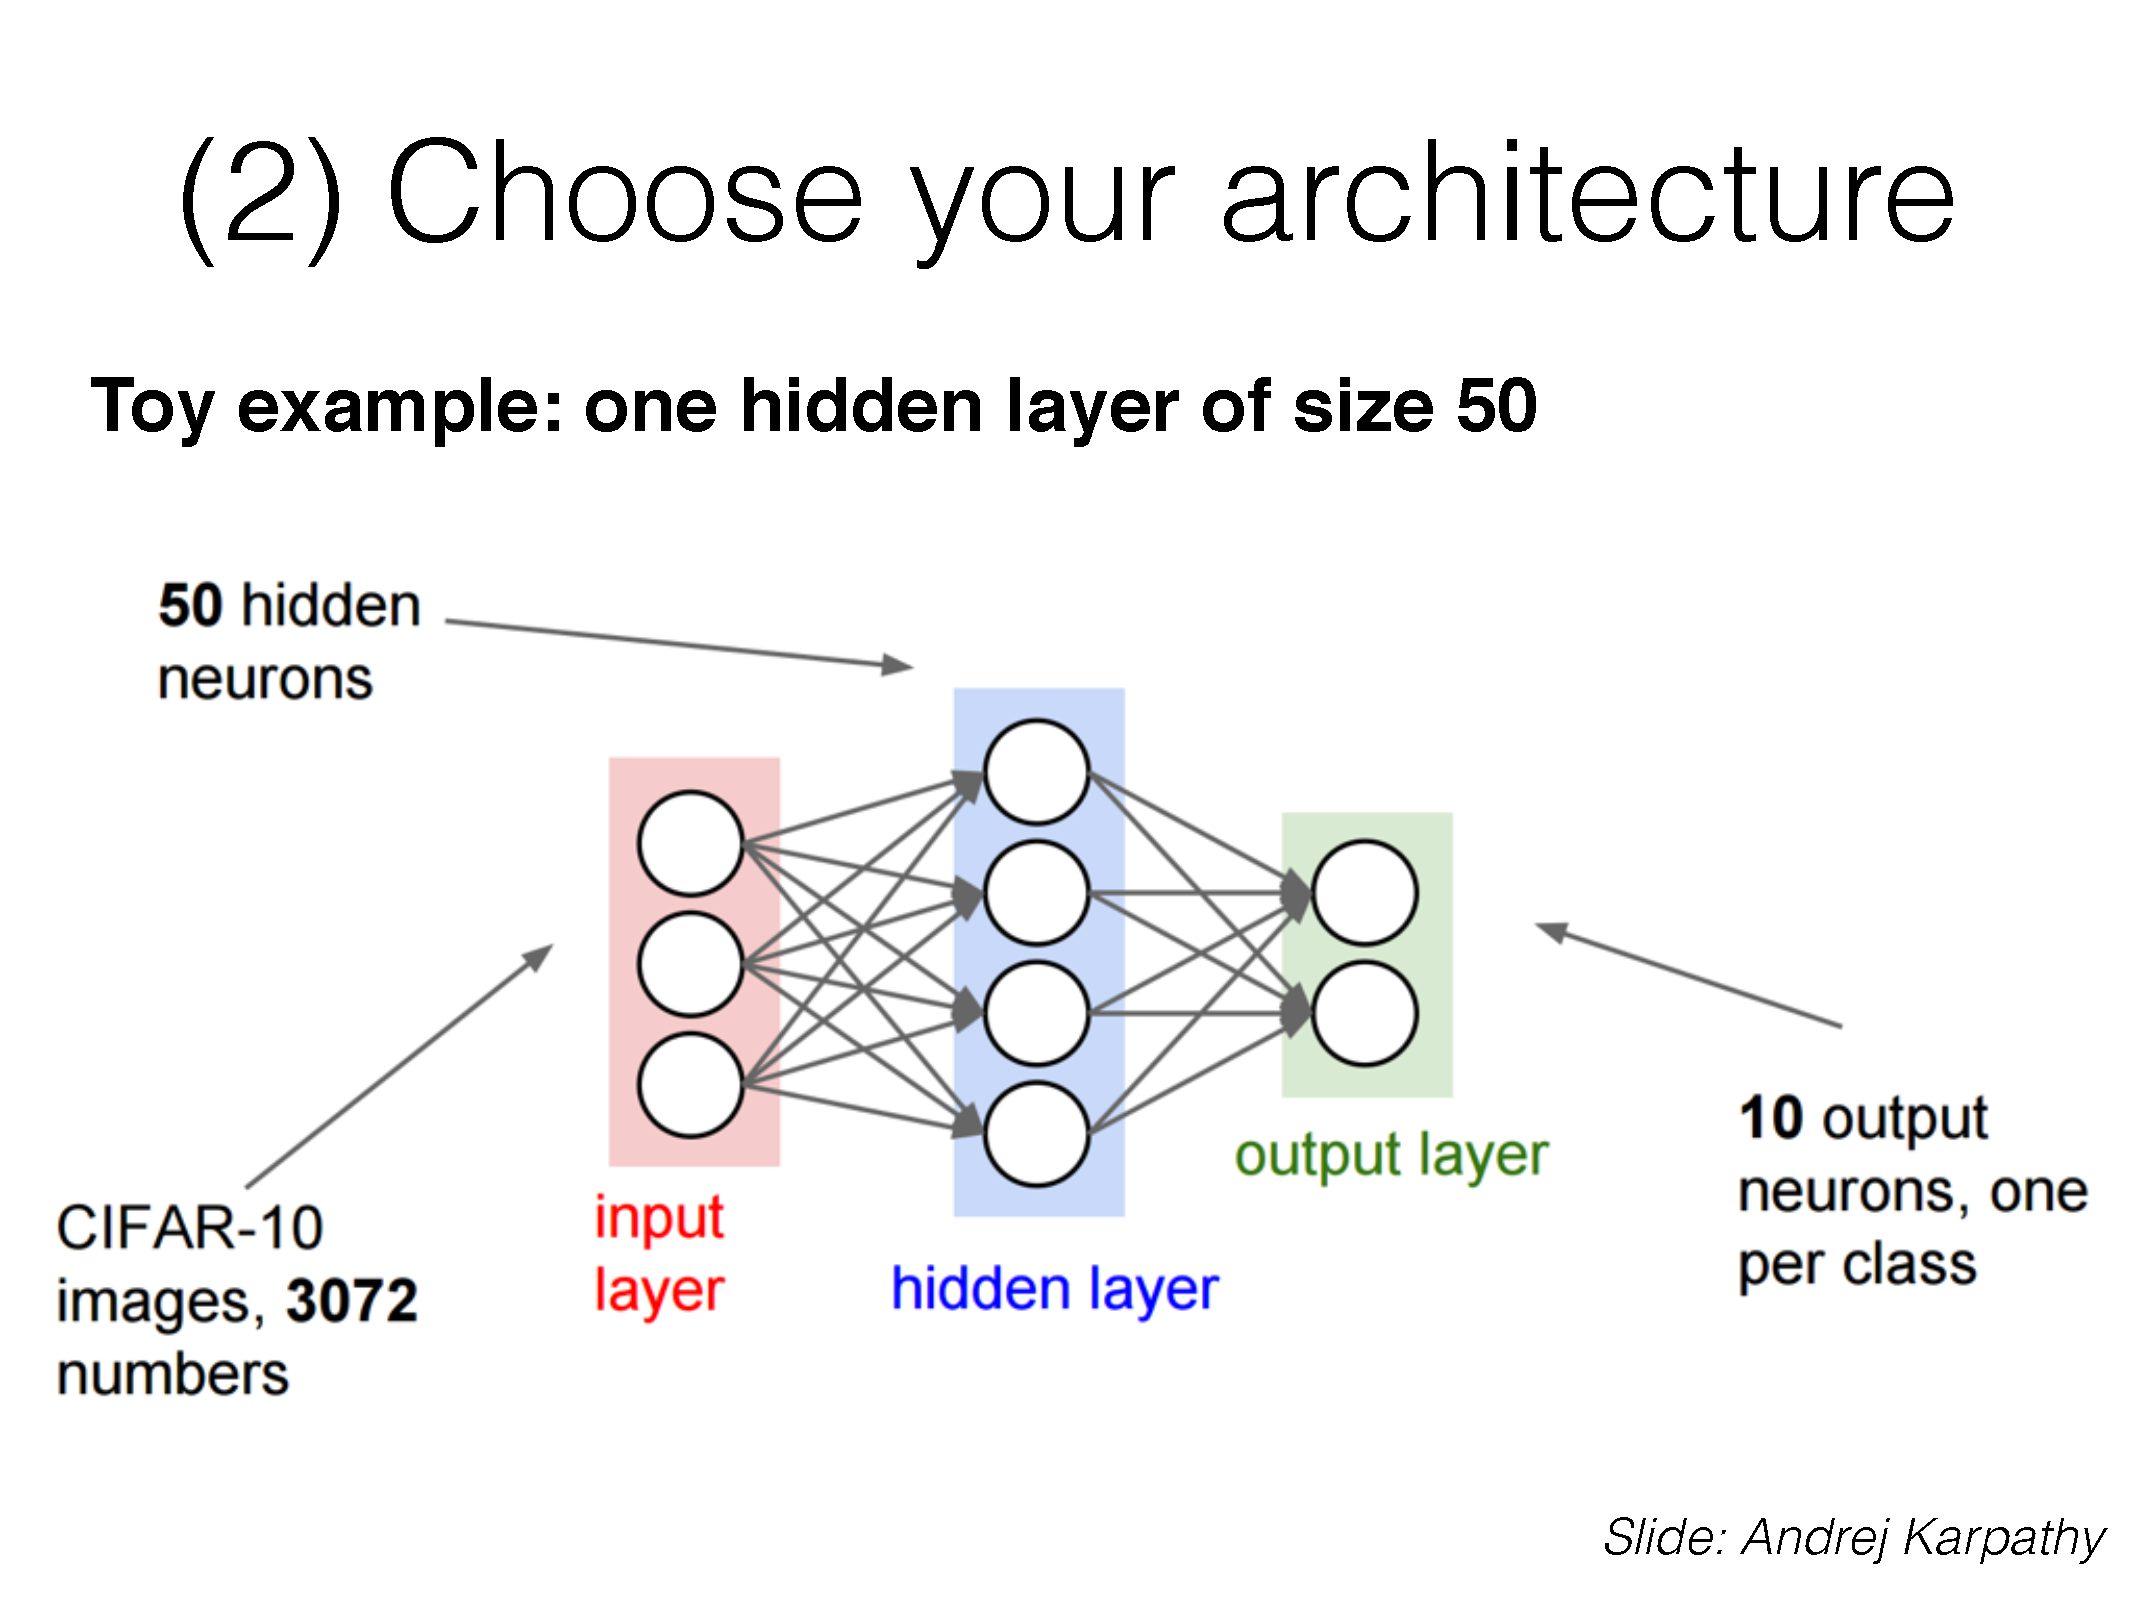 (2) Choose your architecture
Toy example: one hidden layer of size 50
50 hidden
neurons
CIFAR-10
images, 3072
numbers
input
layer
hidden layer
output layer
10 output
neurons, one
per class
Slide: Andrej Karpathy